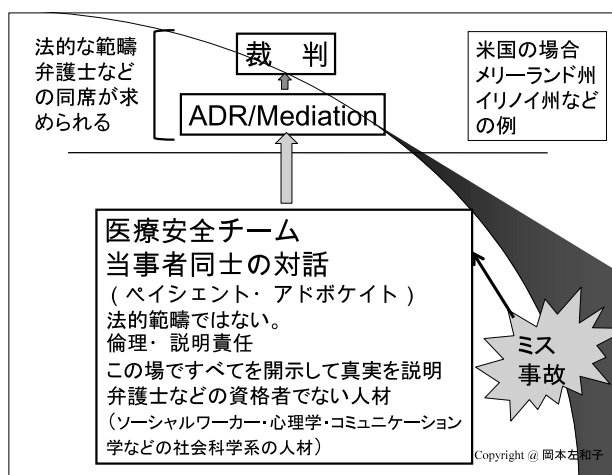 法的な範疇
弁護士など
の同席が求
められる
裁　判
ADR/Mediation
米国の場合
メリーランド州
イリノイ州など
の例
医療安全チーム
当事者同士の対話
(ペイシェント・アドボケイト)
法的範疇ではない。
倫理・説明責任
この場ですべてを開示して真実を説明
弁護士などの資格者でない人材
(ソーシャルワーカー・心理学・コミュニケーション
学などの社会科学系の人材)
ミス
事故
Copyright @ 岡本左和子